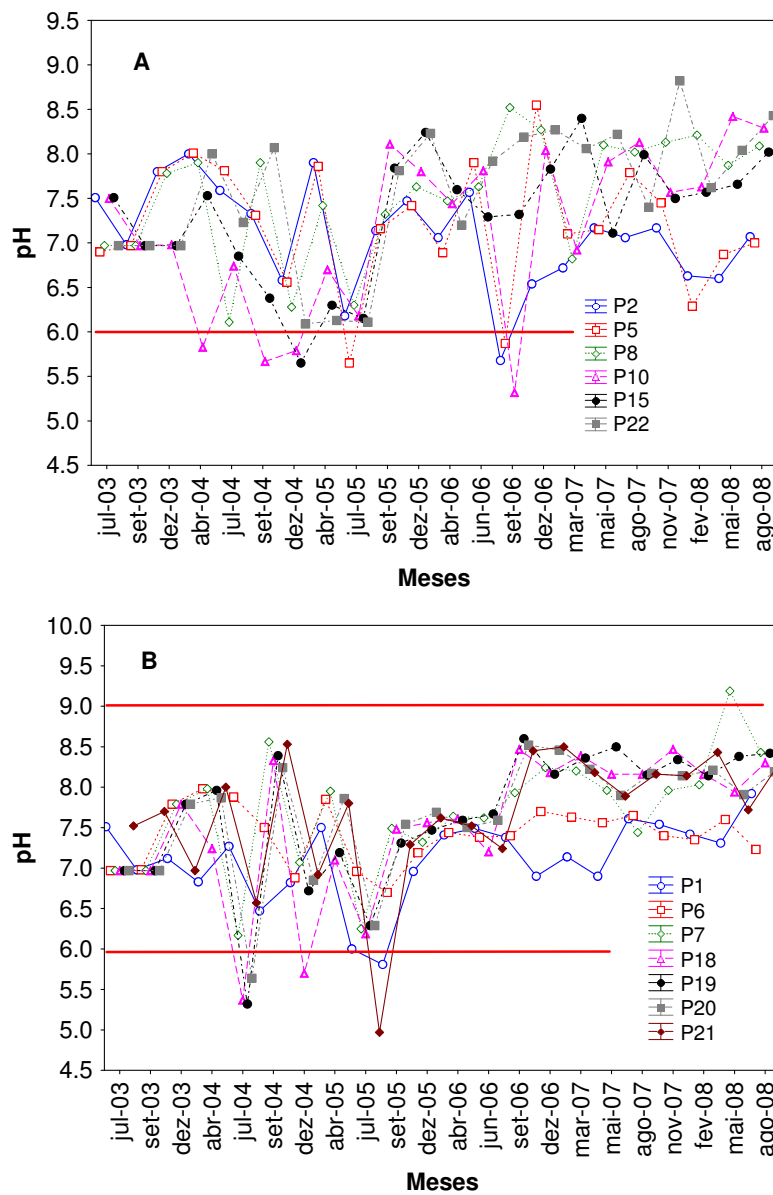 A
pH
9.5
9.0
8.5
8.0
7.5
7.0
6.5
6.0
5.5
5.0
4.5
P2
P5
P8
P10
P15
P22
jul-03
set-03
dez-03
abr-04
jul-04
set-04
dez-04
abr-05
jul-05
set-05
dez-05
abr-06
jun-06
set-06
dez-06
mar-07
abr-07
ago-07
nov-07
fev-08
mai-08
ago-08
Meses
B
pH
10.0
9.5
9.0
8.5
8.0
7.5
7.0
6.5
6.0
5.5
5.0
4.5
P1
P6
P7
P18
P19
P20
P21
jul-03
set-03
dez-03
abr-04
jul-04
set-04
dez-04
abr-05
jul-05
set-05
dez-05
abr-06
jun-06
set-06
dez-06
mar-07
mai-07
ago-07
nov-07
fev-08
mai-08
ago-08
Meses